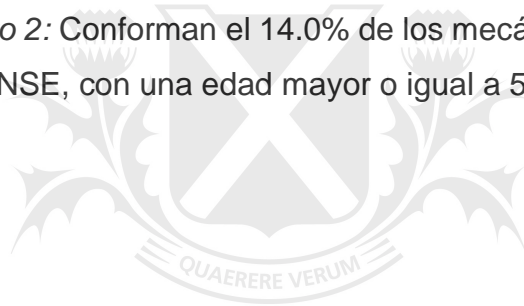 o 2: Conforman el 14.0% de los mecá
NSE, con una edad mayor o igual a 5
QUAERERE VERUM